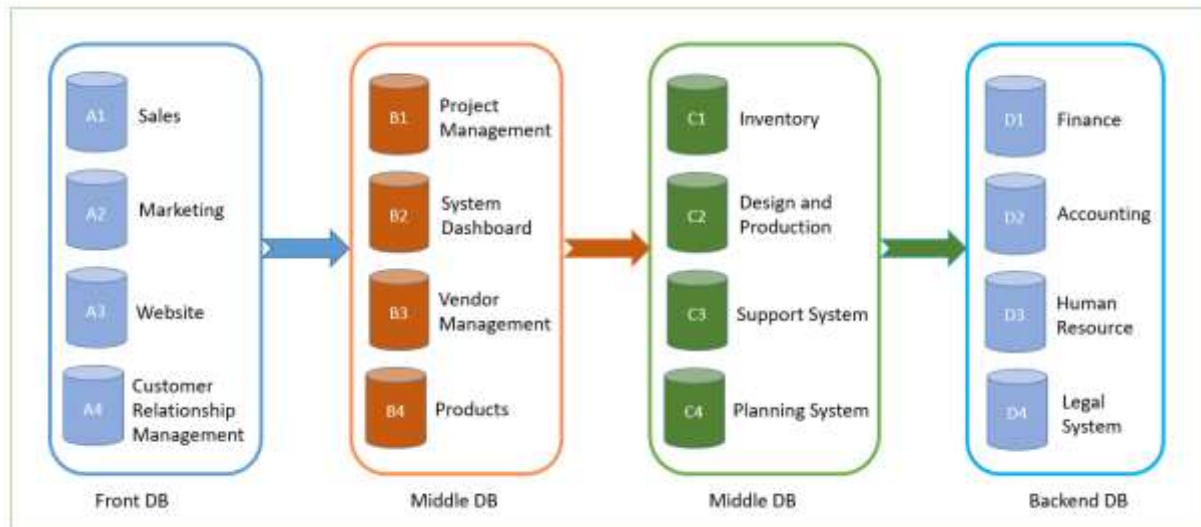 A1
Sales
A2
Marketing
A3
Website
A4
Customer
Relationship
Management
Front DB
B1
Project
Management
B2
System
Dashboard
B3
Vendor
Management
B4
Products
Middle DB
C1
Inventory
C2
Design and
Production
C3
Support System
C4
Planning System
Middle DB
D1
Finance
D2
Accounting
D3
Human
Resource
D4
Legal
System
Backend DB